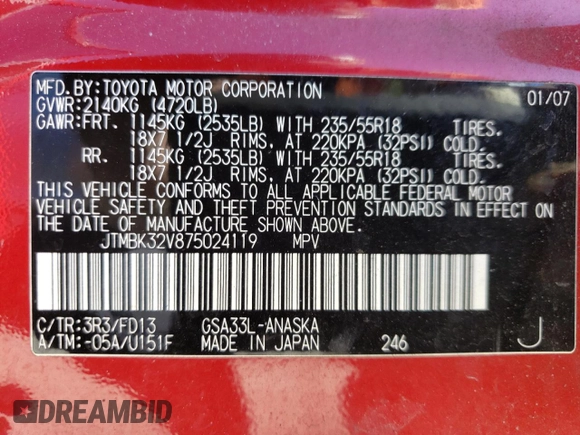 MFD.BY:TOYOTA MOTOR CORPORATION 01/07
GVWR:2140KG (4720LB)
GAWR:FRT. 1145KG (2535LB) WITH 235/55R18 TIRES.
18X7 1/2J RIMS, AT 220KPA (32PSI) COLD.
RR. 1145KG (2535LB) WITH 235/55R18 TIRES.
18X7 1/2J RIMS, AT 220KPA (32PSI) COLD.
THIS VEHICLE CONFORMS TO ALL APPLICABLE FEDERAL MOTOR
VEHICLE SAFETY AND THEFT PREVENTION STANDARDS IN EFFECT ON
THE DATE OF MANUFACTURE SHOWN ABOVE.
JTMBK32V875024119 MPV
C/TR:3R3/FD13 GSA33L-ANASKA
A/TM:-05A/U151F MADE IN JAPAN 246 J
DREAMBID